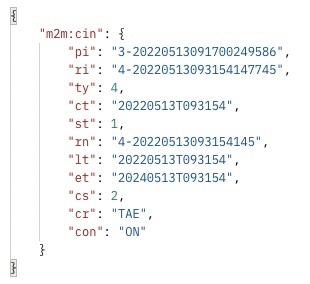 {
    "m2m:cin": {
        "pi": "3-20220513091700249586",
        "ri": "4-20220513093154147745",
        "ty": 4,
        "ct": "20220513T093154",
        "st": 1,
        "rn": "4-20220513093154145",
        "lt": "20220513T093154",
        "et": "20240513T093154",
        "cs": 2,
        "cr": "TAE",
        "con": "ON"
    }
}